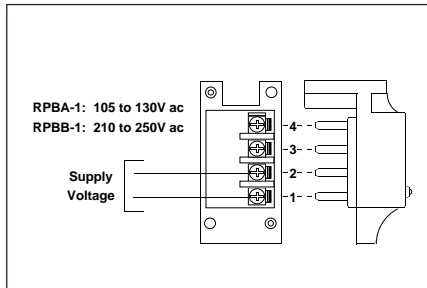 RPBA-1: 105 to 130V ac
RPBB-1: 210 to 250V ac
4
3
Supply
Voltage
2
1